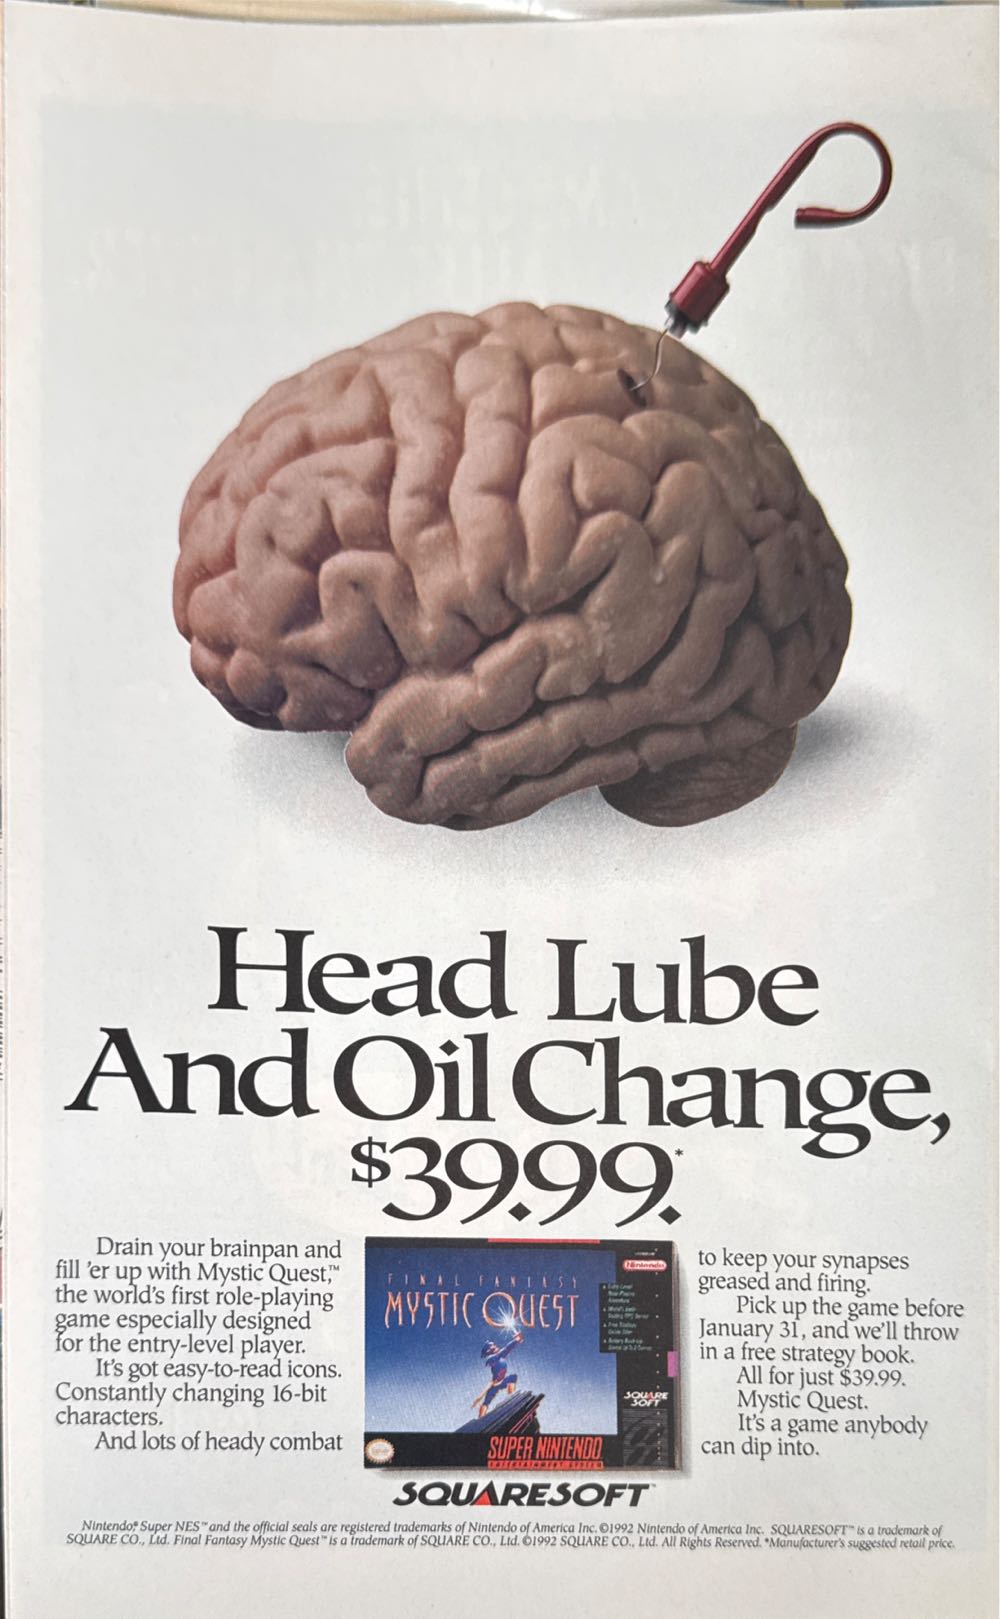 Head Lube
And Oil Change,
$39.99.*
Drain your brainpan and
fill 'er up with Mystic Quest,™
the world's first role-playing
game especially designed
for the entry-level player.
It's got easy-to-read icons.
Constantly changing 16-bit
characters.
And lots of heady combat
FINAL FANTASY
MYSTIC QUEST
Nintendo
SQUARE
SOFT
SUPER NINTENDO
ENTERTAINMENT SYSTEM
to keep your synapses
greased and firing.
Pick up the game before
January 31, and we'll throw
in a free strategy book.
All for just $39.99.
Mystic Quest.
It's a game anybody
can dip into.
SQUARESOFT™
Nintendo,® Super NES™ and the official seals are registered trademarks of Nintendo of America Inc. ©1992 Nintendo of America Inc. SQUARESOFT™ is a trademark of
SQUARE CO., Ltd. Final Fantasy Mystic Quest™ is a trademark of SQUARE CO., Ltd. ©1992 SQUARE CO., Ltd. All Rights Reserved. *Manufacturer's suggested retail price.